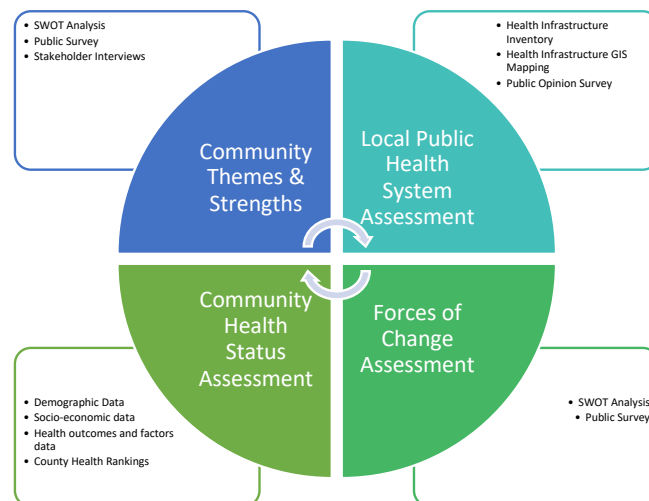 • SWOT Analysis
• Public Survey
• Stakeholder Interviews
• Health Infrastructure
Inventory
• Health Infrastructure GIS
Mapping
• Public Opinion Survey
Community
Themes &
Strengths
Local Public
Health
System
Assessment
Community
Health
Status
Assessment
Forces of
Change
Assessment
• Demographic Data
• Socio-economic data
• Health outcomes and factors
data
• County Health Rankings
• SWOT Analysis
• Public Survey